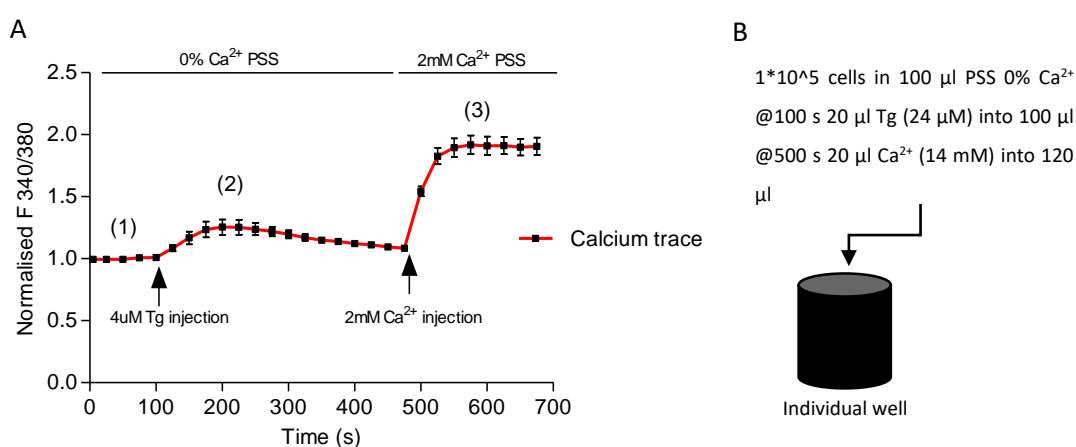 A
0% Ca²⁺ PSS
2mM Ca²⁺ PSS
2.5
2.0
1.5
1.0
0.5
0.0
Normalised F 340/380
(1)
(2)
(3)
4uM Tg injection
2mM Ca²⁺ injection
Calcium trace
0 100 200 300 400 500 600 700
Time (s)
B
1*10^5 cells in 100 µl PSS 0% Ca²⁺
@100 s 20 µl Tg (24 µM) into 100 µl
@500 s 20 µl Ca²⁺ (14 mM) into 120
µl
Individual well